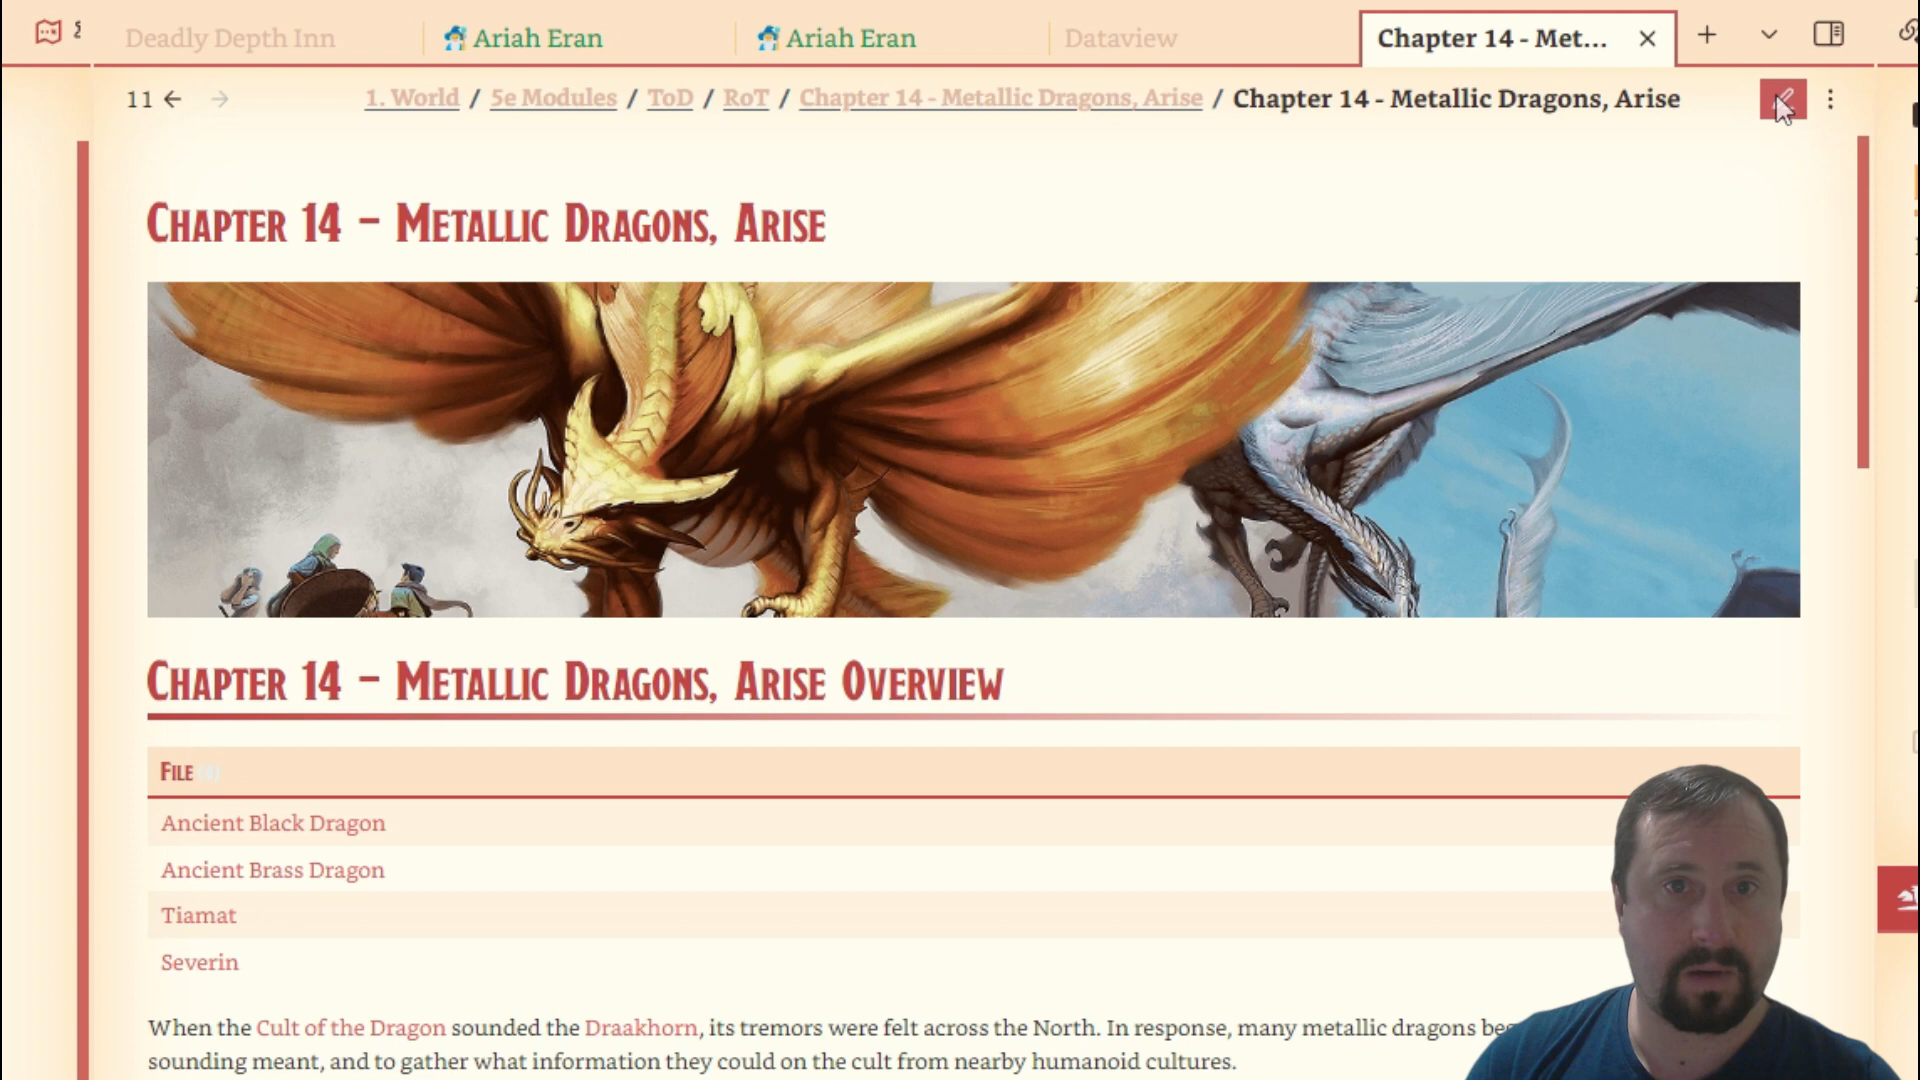 Deadly Depth Inn
Ariah Eran
Ariah Eran
Dataview
Chapter 14 - Met...
11
1. World / 5e Modules / ToD / RoT / Chapter 14 - Metallic Dragons, Arise / Chapter 14 - Metallic Dragons, Arise
Chapter 14 - Metallic Dragons, Arise
Chapter 14 - Metallic Dragons, Arise Overview
File
Ancient Black Dragon
Ancient Brass Dragon
Tiamat
Severin
When the Cult of the Dragon sounded the Draakhorn, its tremors were felt across the North. In response, many metallic dragons
sounding meant, and to gather what information they could on the cult from nearby humanoid cultures.